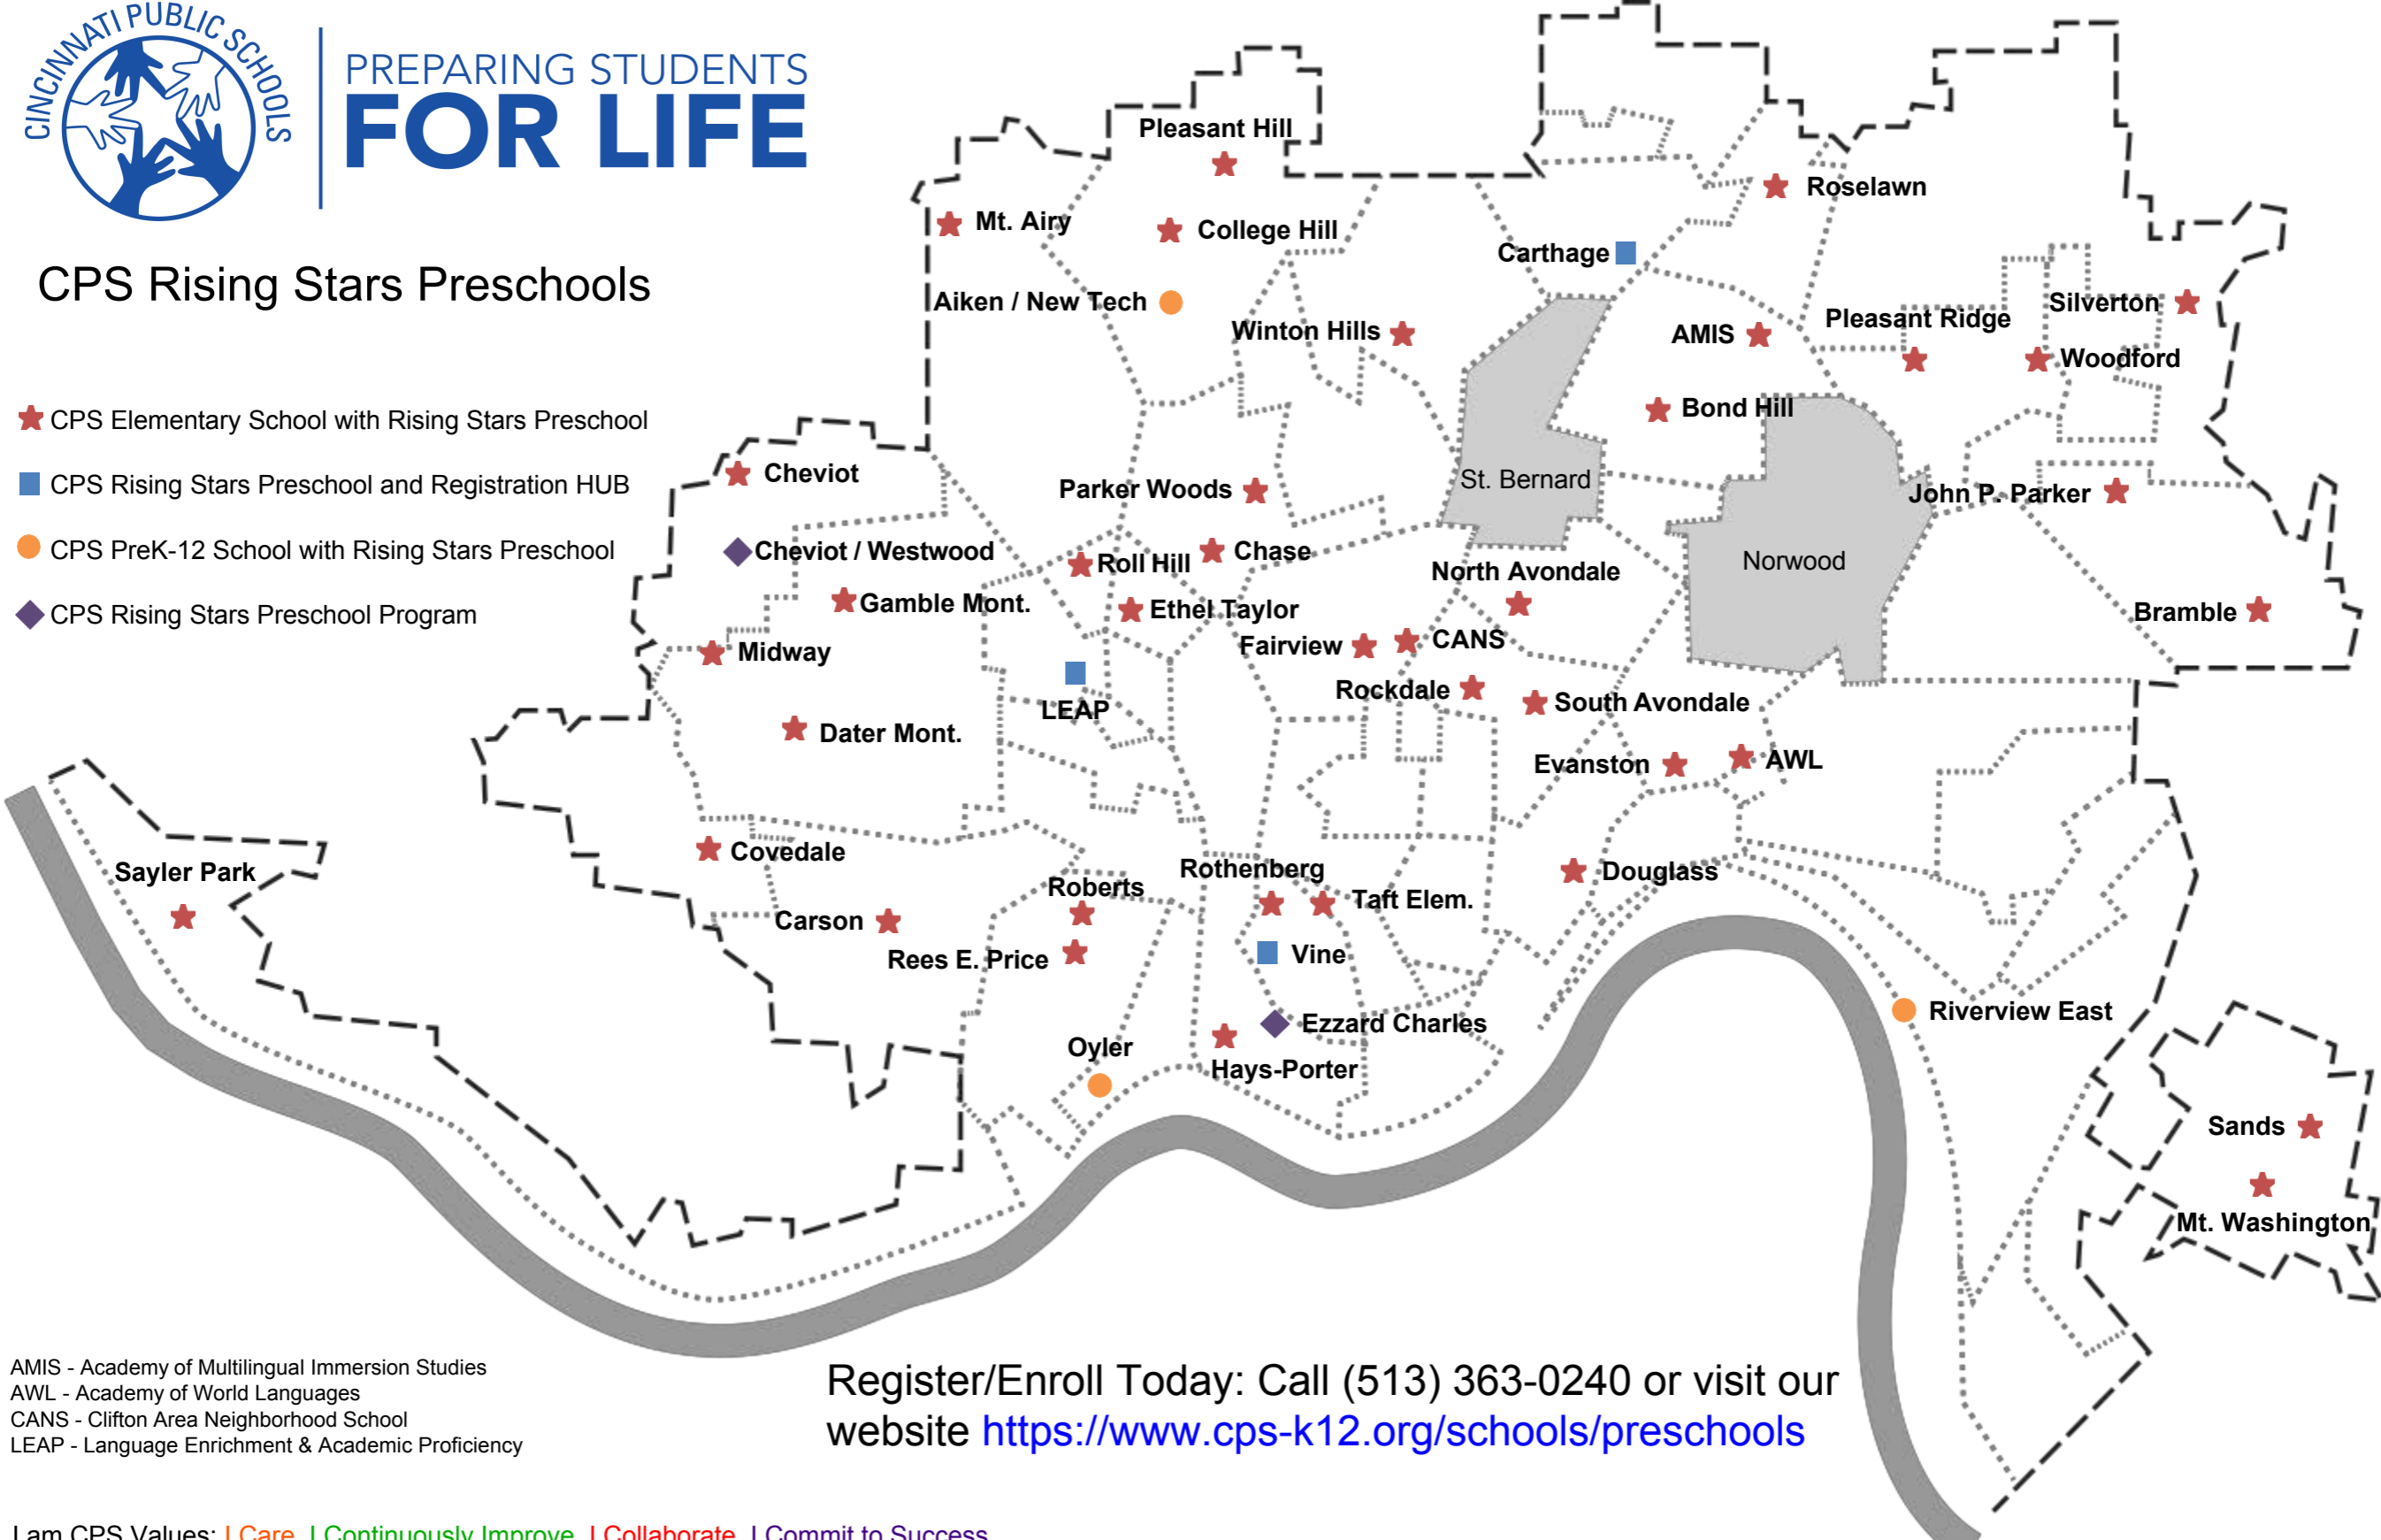 CINCINNATI PUBLIC SCHOOLS
PREPARING STUDENTS
FOR LIFE
CPS Rising Stars Preschools
CPS Elementary School with Rising Stars Preschool
CPS Rising Stars Preschool and Registration HUB
CPS PreK-12 School with Rising Stars Preschool
CPS Rising Stars Preschool Program
Pleasant Hill
Roselawn
Mt. Airy
College Hill
Carthage
Aiken / New Tech
Silverton
Pleasant Ridge
Winton Hills
AMIS
Woodford
Bond Hill
Cheviot
St. Bernard
Parker Woods
John P. Parker
Cheviot / Westwood
Roll Hill
Chase
Norwood
North Avondale
Gamble Mont.
Ethel Taylor
Bramble
Fairview
CANS
Midway
Rockdale
South Avondale
LEAP
Dater Mont.
Evanston
AWL
Covedale
Sayler Park
Rothenberg
Douglass
Roberts
Taft Elem.
Carson
Rees E. Price
Vine
Riverview East
Ezzard Charles
Oyler
Hays-Porter
Sands
Mt. Washington
AMIS - Academy of Multilingual Immersion Studies
AWL - Academy of World Languages
CANS - Clifton Area Neighborhood School
LEAP - Language Enrichment & Academic Proficiency
Register/Enroll Today: Call (513) 363-0240 or visit our
website https://www.cps-k12.org/schools/preschools
I am CPS Values: I Care I Continuously Improve I Collaborate I Commit to Success